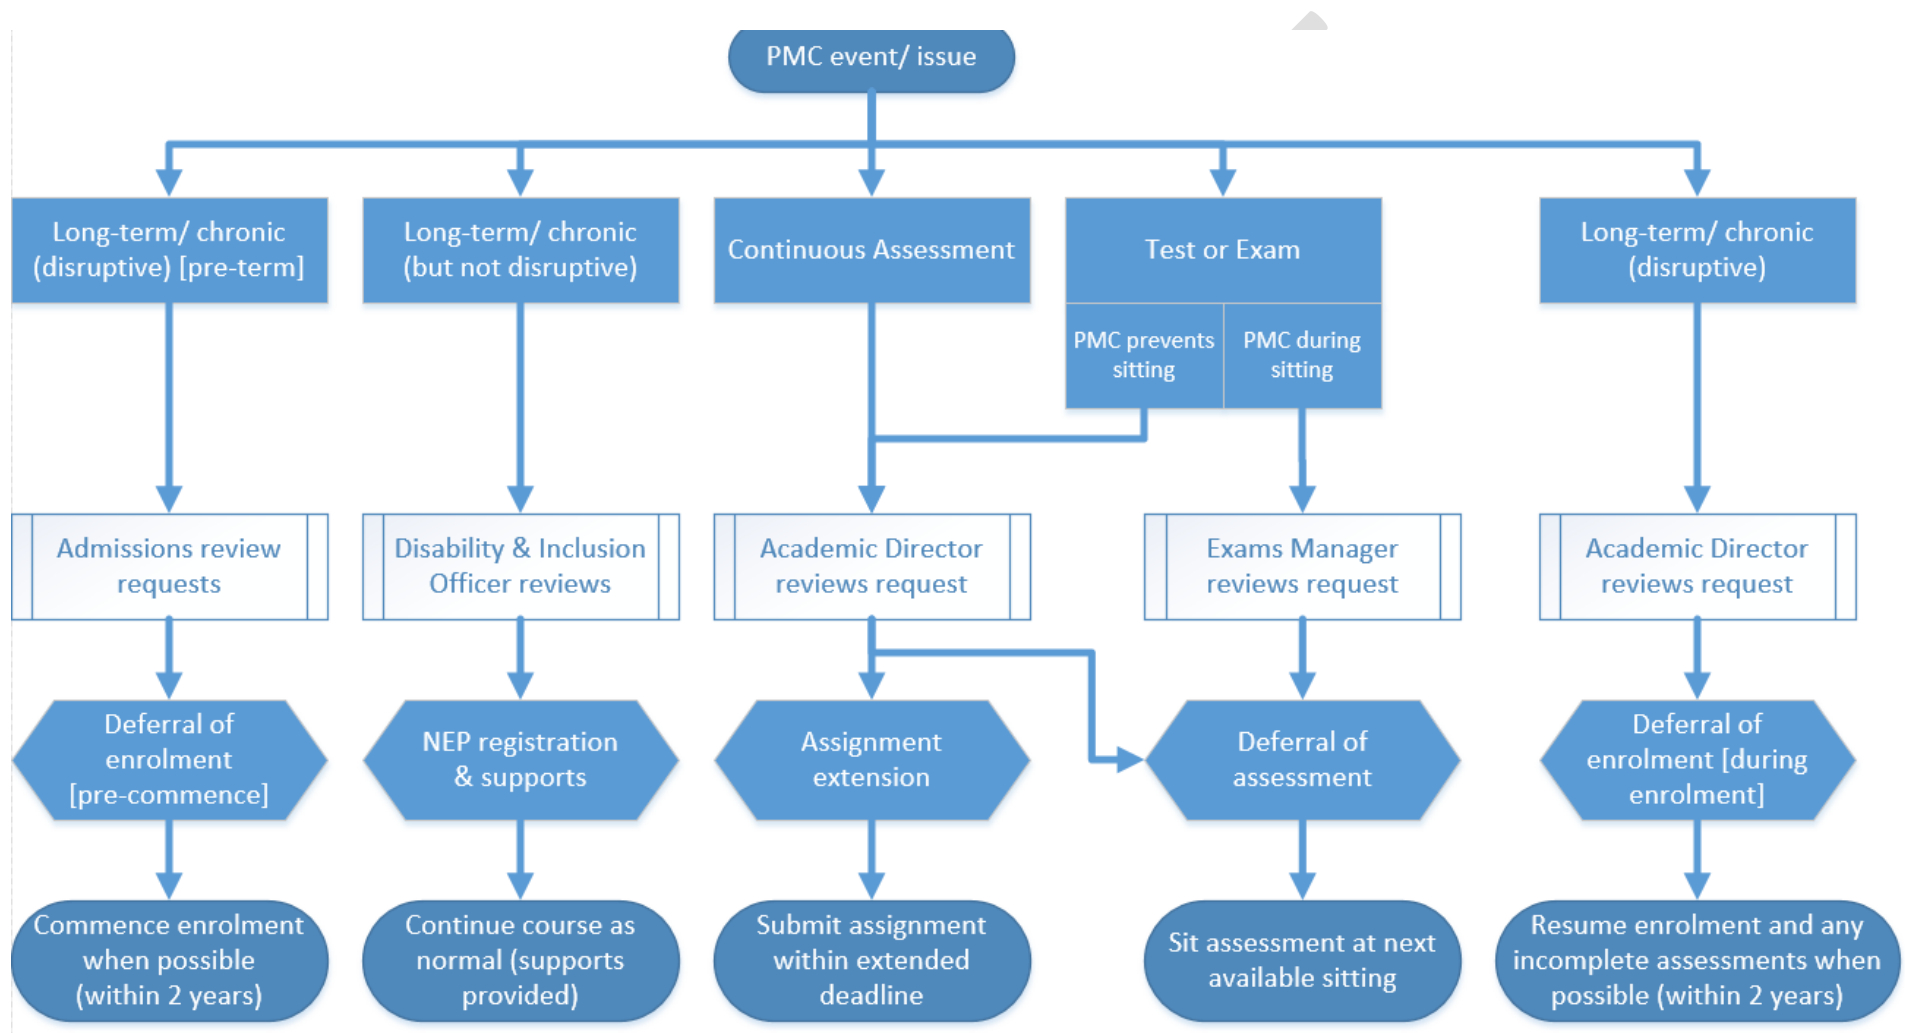 PMC event/ issue
Long-term/ chronic
(disruptive) [pre-term]
Long-term/ chronic
(but not disruptive)
Continuous Assessment
Test or Exam
PMC prevents
sitting
PMC during
sitting
Long-term/ chronic
(disruptive)
Admissions review
requests
Disability & Inclusion
Officer reviews
Academic Director
reviews request
Exams Manager
reviews request
Academic Director
reviews request
Deferral of
enrolment
[pre-commence]
NEP registration
& supports
Assignment
extension
Deferral of
assessment
Deferral of
enrolment [during
enrolment]
Commence enrolment
when possible
(within 2 years)
Continue course as
normal (supports
provided)
Submit assignment
within extended
deadline
Sit assessment at next
available sitting
Resume enrolment and any
incomplete assessments when
possible (within 2 years)